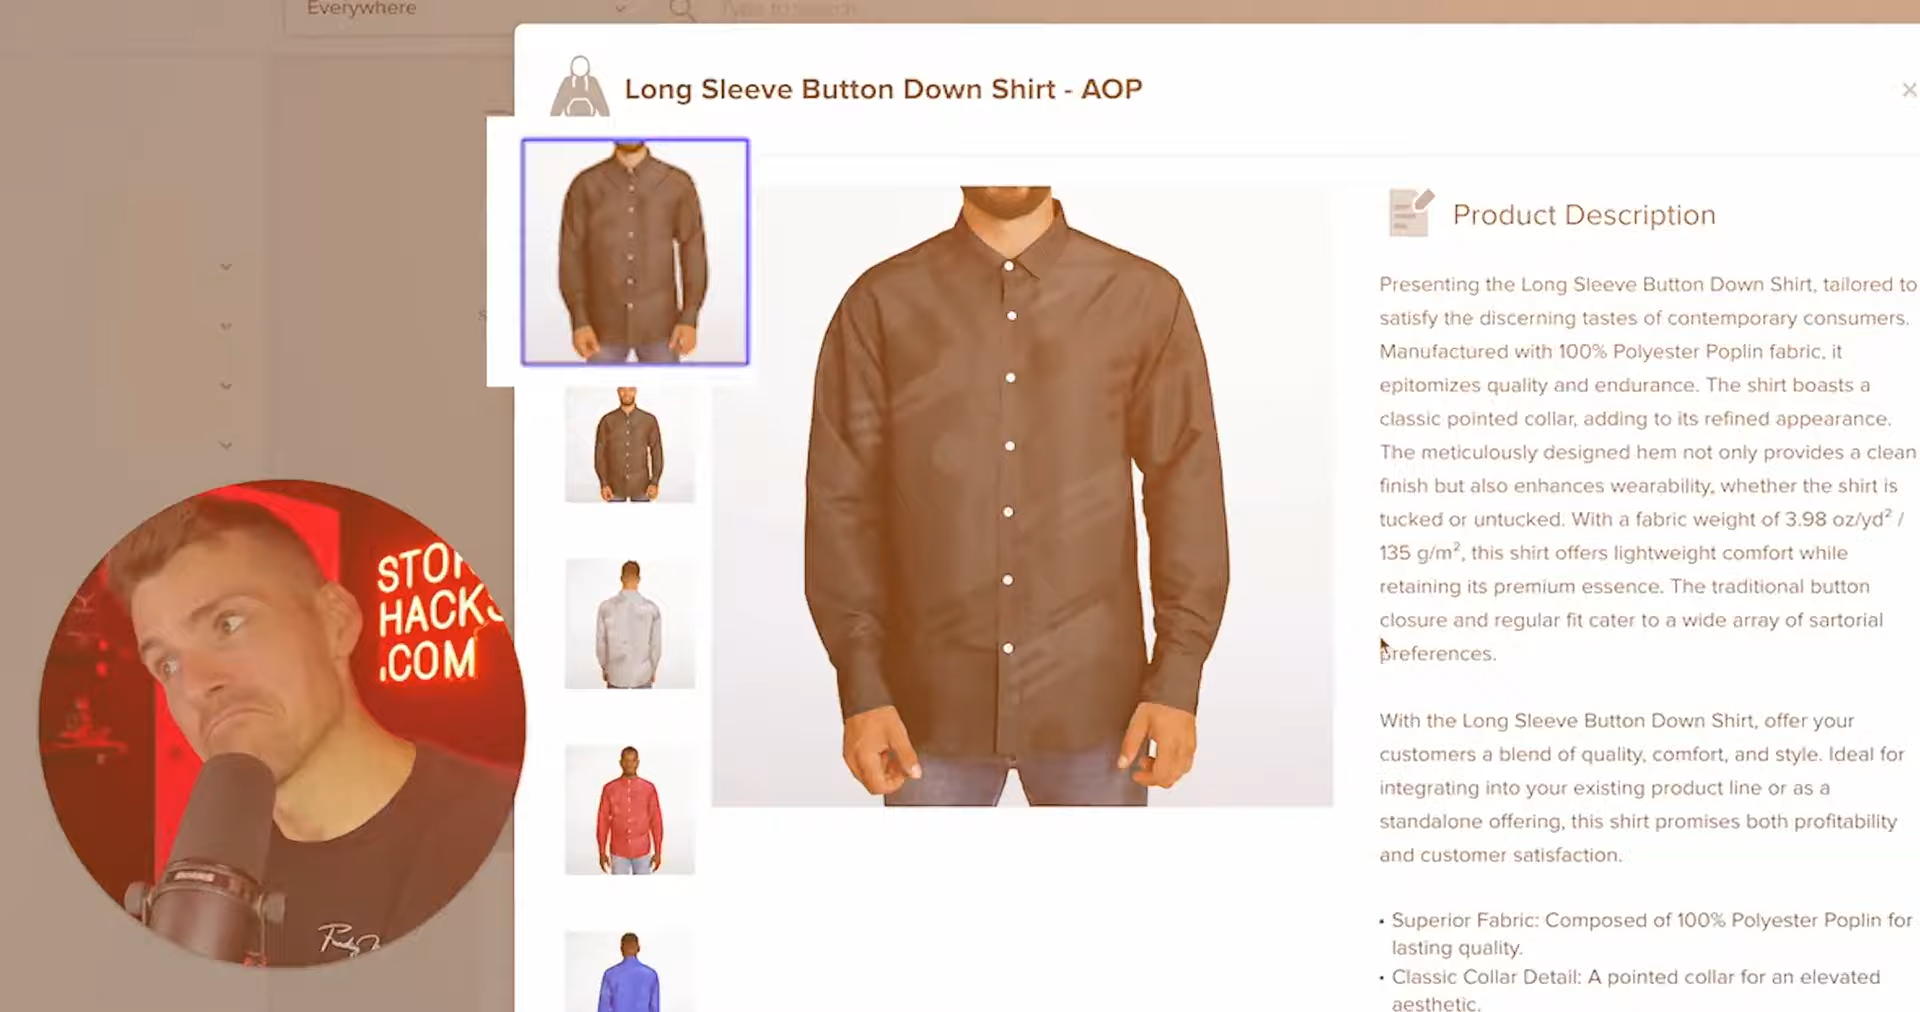 Everywhere
Type to search
Long Sleeve Button Down Shirt - AOP
Product Description
Presenting the Long Sleeve Button Down Shirt, tailored to
satisfy the discerning tastes of contemporary consumers.
Manufactured with 100% Polyester Poplin fabric, it
epitomizes quality and endurance. The shirt boasts a
classic pointed collar, adding to its refined appearance.
The meticulously designed hem not only provides a clean
finish but also enhances wearability, whether the shirt is
tucked or untucked. With a fabric weight of 3.98 oz/yd² /
135 g/m², this shirt offers lightweight comfort while
retaining its premium essence. The traditional button
closure and regular fit cater to a wide array of sartorial
preferences.
With the Long Sleeve Button Down Shirt, offer your
customers a blend of quality, comfort, and style. Ideal for
integrating into your existing product line or as a
standalone offering, this shirt promises both profitability
and customer satisfaction.
• Superior Fabric: Composed of 100% Polyester Poplin for
lasting quality.
• Classic Collar Detail: A pointed collar for an elevated
aesthetic.
STOR
HACKS
.COM